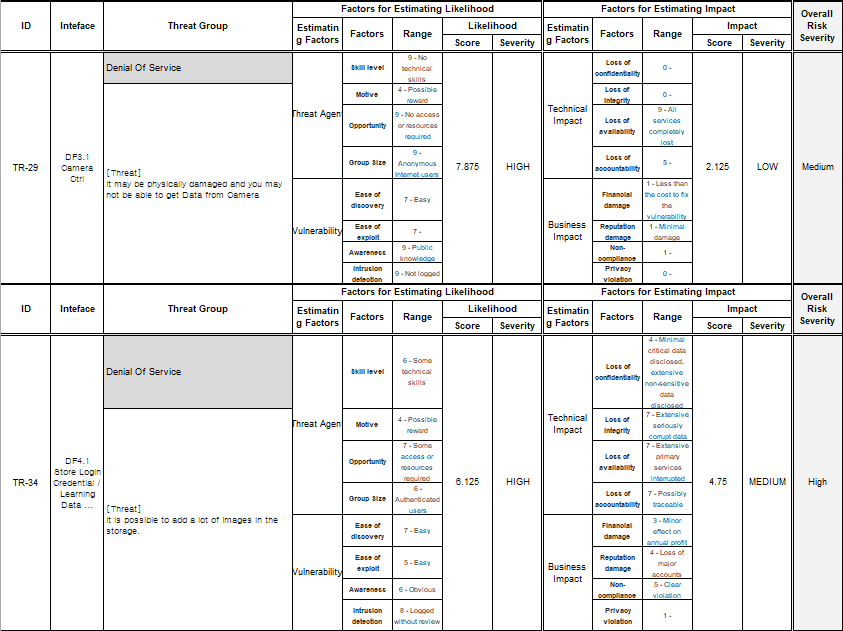 ID
Inteface
Threat Group
Factors for Estimating Likelihood
Factors for Estimating Impact
Overall
Risk
Severity
Estimatin
g Factors
Factors
Range
Likelihood
Score
Severity
Estimatin
g Factors
Factors
Range
Impact
Score
Severity
TR-29
DF3.1
Camera
Ctrl
Denial Of Service
[Threat]
It may be physically damaged and you may
not be able to get Data from Camera
Threat Agen
Skill level
9 - No
technical
skills
Motive
4 - Possible
reward
Opportunity
9 - No access
or resources
required
Group Size
9 -
Anonymous
Internet users
Vulnerability
Ease of
discovery
7 - Easy
Ease of
exploit
7 -
Awareness
9 - Public
knowledge
Intrusion
detection
9 - Not logged
7.875
HIGH
Technical
Impact
Loss of
confidentiality
0 -
Loss of
Integrity
0 -
Loss of
availability
9 - All
services
completely
lost
Loss of
accountability
5 -
Business
Impact
Financial
damage
1 - Less than
the cost to fix
the
vulnerability
Reputation
damage
1 - Minimal
damage
Non-
compliance
1 -
Privacy
violation
0 -
2.125
LOW
Medium
ID
Inteface
Threat Group
Factors for Estimating Likelihood
Factors for Estimating Impact
Overall
Risk
Severity
Estimatin
g Factors
Factors
Range
Likelihood
Score
Severity
Estimatin
g Factors
Factors
Range
Impact
Score
Severity
TR-34
DF4.1
Store Login
Credential /
Learning
Data ...
Denial Of Service
[Threat]
It is possible to add a lot of images in the
storage.
Threat Agen
Skill level
6 - Some
technical
skills
Motive
4 - Possible
reward
Opportunity
7 - Some
access or
resources
required
Group Size
6 -
Authenticated
users
Vulnerability
Ease of
discovery
7 - Easy
Ease of
exploit
5 - Easy
Awareness
6 - Obvious
Intrusion
detection
8 - Logged
without review
6.125
HIGH
Technical
Impact
Loss of
confidentiality
4 - Minimal
critical data
disclosed,
extensive
non-sensitive
data
disclosed
Loss of
Integrity
7 - Extensive
seriously
corrupt data
Loss of
availability
7 - Extensive
primary
services
interrupted
Loss of
accountability
7 - Possibly
traceable
Business
Impact
Financial
damage
3 - Minor
effect on
annual profit
Reputation
damage
4 - Loss of
major
accounts
Non-
compliance
5 - Clear
violation
Privacy
violation
1 -
4.75
MEDIUM
High